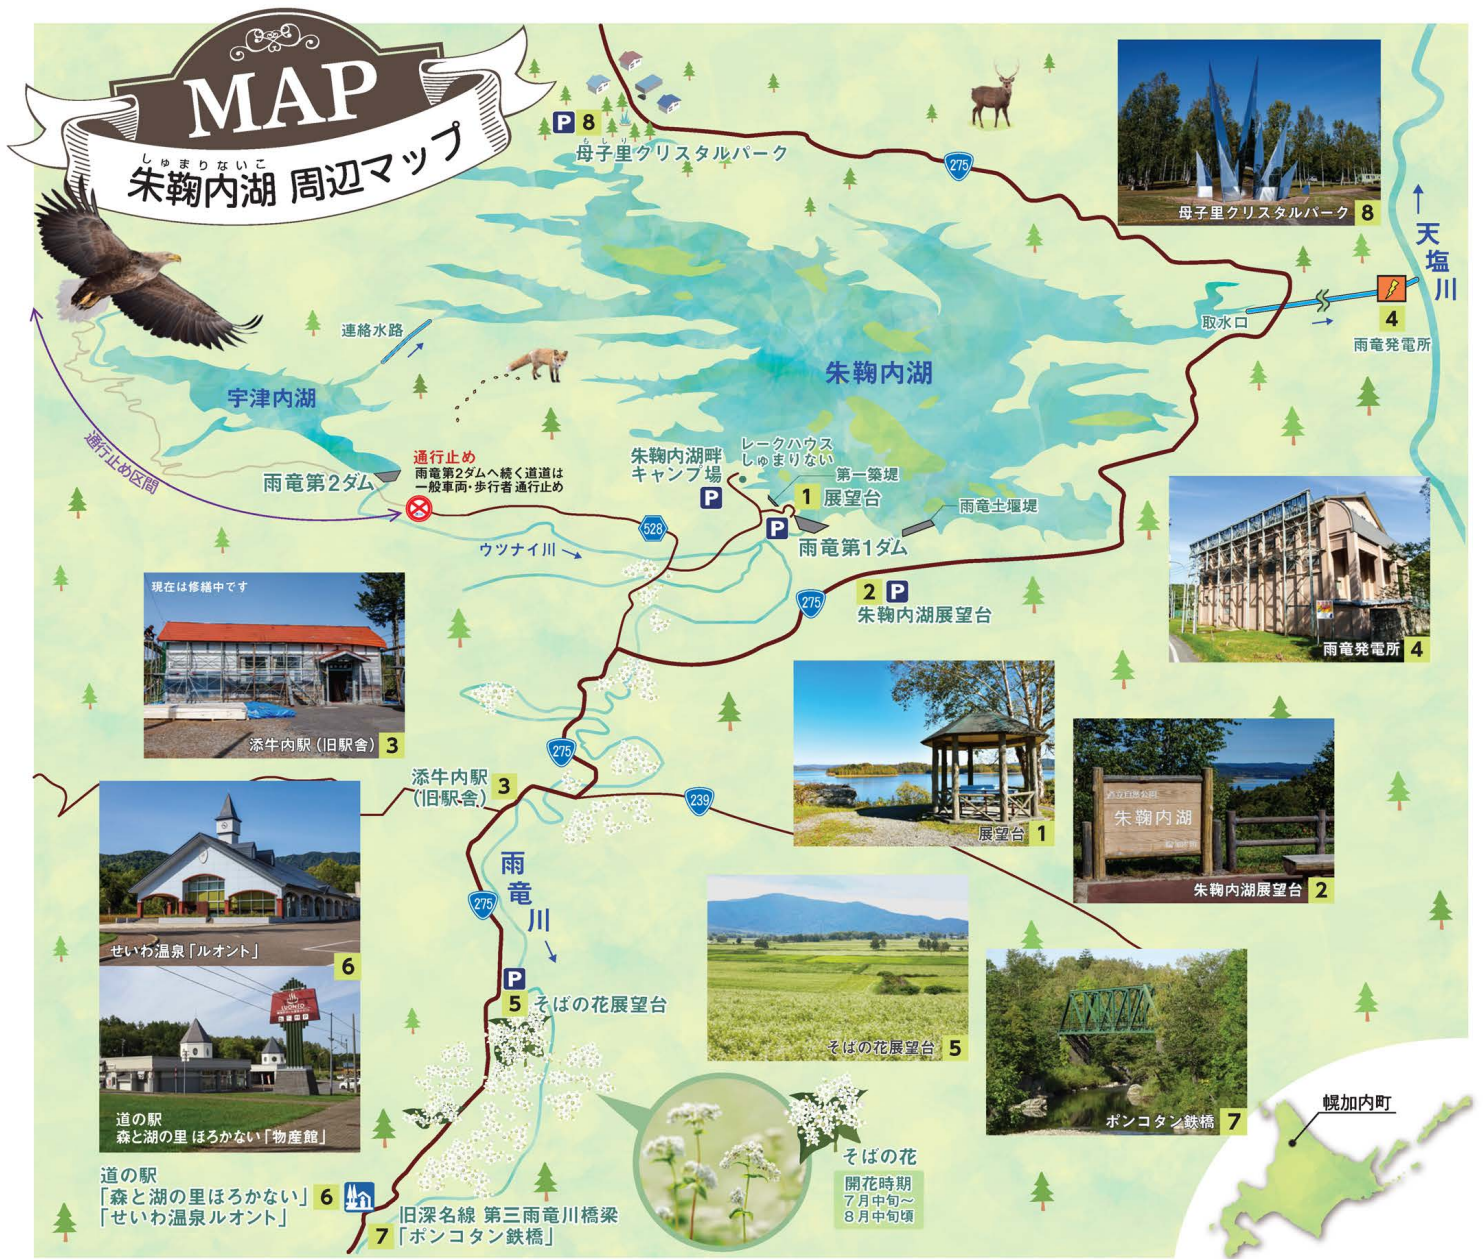 MAP
しゅまりないこ
朱鞠内湖 周辺マップ
P 8
もしり
母子里クリスタルパーク
275
母子里クリスタルパーク 8
天塩川
取水口
4
雨竜発電所
連絡水路
宇津内湖
朱鞠内湖
通行止め区間
雨竜第2ダム
通行止め
雨竜第2ダムへ続く道道は
一般車両・歩行者 通行止め
朱鞠内湖畔
キャンプ場
P
レークハウス
しゅまりない
第一築堤
1 展望台
P
雨竜土堰堤
雨竜第1ダム
528
ウツナイ川
275
2 P
朱鞠内湖展望台
雨竜発電所 4
現在は修繕中です
添牛内駅（旧駅舎） 3
275
添牛内駅
（旧駅舎）
3
239
展望台 1
朱鞠内湖
朱鞠内湖展望台 2
せいわ温泉「ルオント」
6
275
雨竜川
P
5 そばの花展望台
そばの花展望台 5
LUONTO
道の駅
森と湖の里 ほろかない「物産館」
ポンコタン鉄橋 7
幌加内町
そばの花
開花時期
7月中旬〜
8月中旬頃
道の駅
「森と湖の里ほろかない」
「せいわ温泉ルオント」
6
7
旧深名線 第三雨竜川橋梁
「ポンコタン鉄橋」